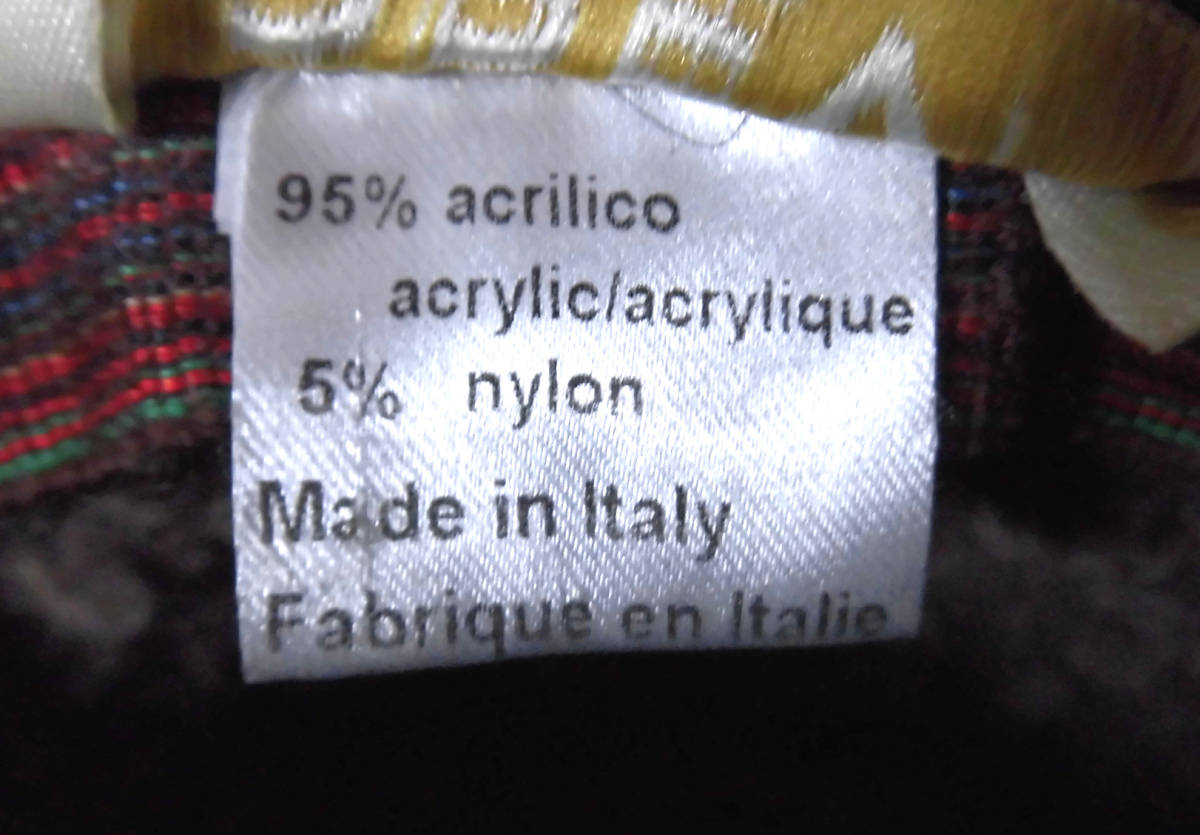 95% acrilico
acrylic/acrylique
5% nylon
Made in Italy
Fabrique en Italie